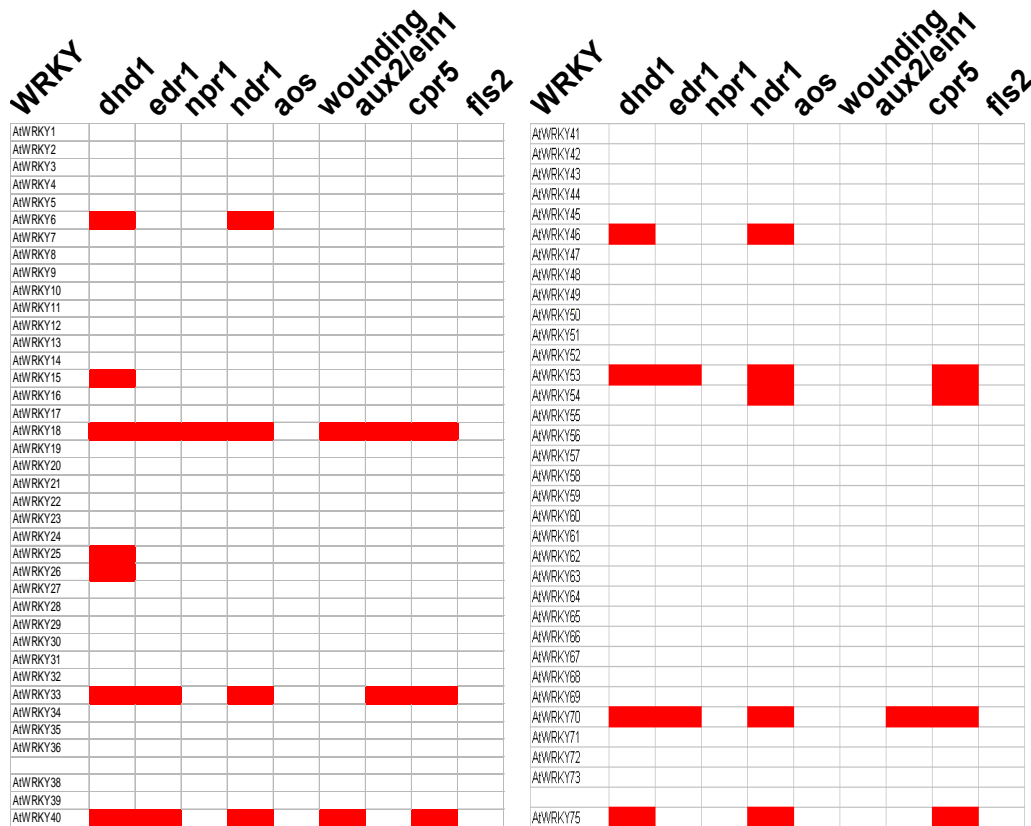 WRKY dnd1 edr1 npr1 ndr1 aos wounding aux2/ein1 cpr5 fls2
AtWRKY1
AtWRKY2
AtWRKY3
AtWRKY4
AtWRKY5
AtWRKY6
AtWRKY7
AtWRKY8
AtWRKY9
AtWRKY10
AtWRKY11
AtWRKY12
AtWRKY13
AtWRKY14
AtWRKY15
AtWRKY16
AtWRKY17
AtWRKY18
AtWRKY19
AtWRKY20
AtWRKY21
AtWRKY22
AtWRKY23
AtWRKY24
AtWRKY25
AtWRKY26
AtWRKY27
AtWRKY28
AtWRKY29
AtWRKY30
AtWRKY31
AtWRKY32
AtWRKY33
AtWRKY34
AtWRKY35
AtWRKY36
AtWRKY38
AtWRKY39
AtWRKY40
WRKY dnd1 edr1 npr1 ndr1 aos wounding aux2/ein1 cpr5 fls2
AtWRKY41
AtWRKY42
AtWRKY43
AtWRKY44
AtWRKY45
AtWRKY46
AtWRKY47
AtWRKY48
AtWRKY49
AtWRKY50
AtWRKY51
AtWRKY52
AtWRKY53
AtWRKY54
AtWRKY55
AtWRKY56
AtWRKY57
AtWRKY58
AtWRKY59
AtWRKY60
AtWRKY61
AtWRKY62
AtWRKY63
AtWRKY64
AtWRKY65
AtWRKY66
AtWRKY67
AtWRKY68
AtWRKY69
AtWRKY70
AtWRKY71
AtWRKY72
AtWRKY73
AtWRKY75